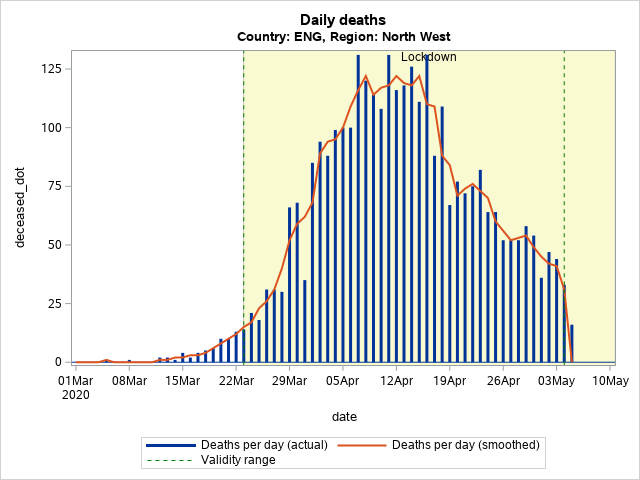 Daily deaths
Country: ENG, Region: North West
Lockdown
125
100
75
50
25
0
deceased_dot
01Mar 08Mar 15Mar 22Mar 29Mar 05Apr 12Apr 19Apr 26Apr 03May 10May
2020
date
Deaths per day (actual) Deaths per day (smoothed)
Validity range